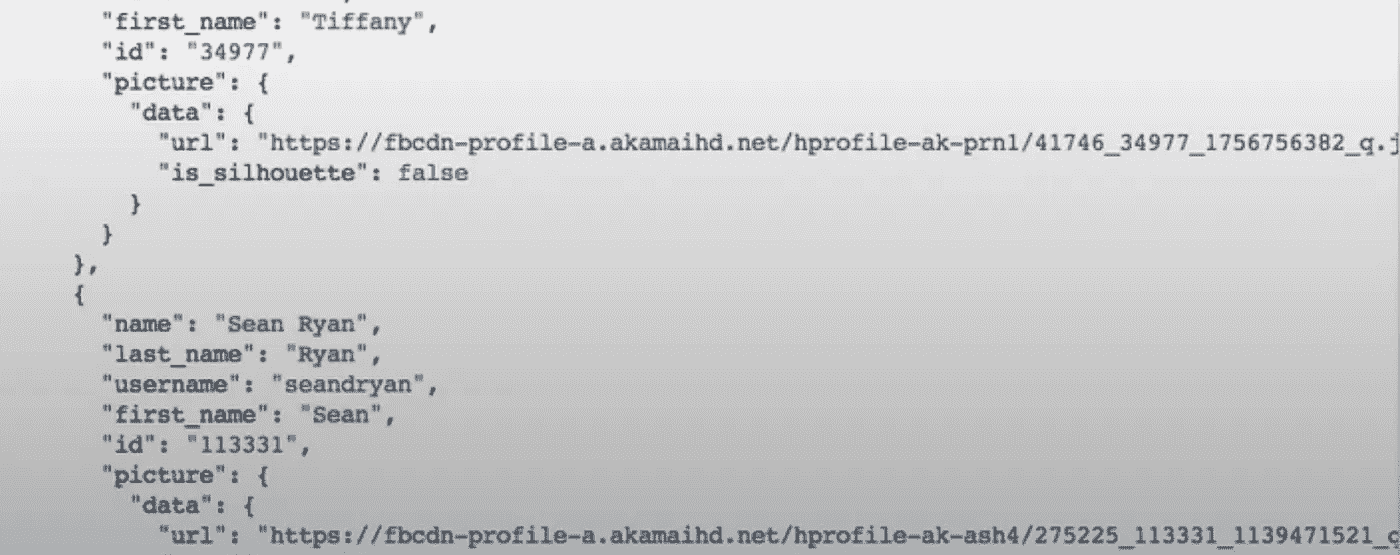 "first_name": "Tiffany",
"id": "34977",
"picture": {
"data": {
"url": "https://fbcdn-profile-a.akamaihd.net/hprofile-ak-prn1/41746_34977_1756756382_q.j
"is_silhouette": false
}
}
},
{
"name": "Sean Ryan",
"last_name": "Ryan",
"username": "seandryan",
"first_name": "Sean",
"id": "113331",
"picture": {
"data": {
"url": "https://fbcdn-profile-a.akamaihd.net/hprofile-ak-ash4/275225_113331_1139471521_